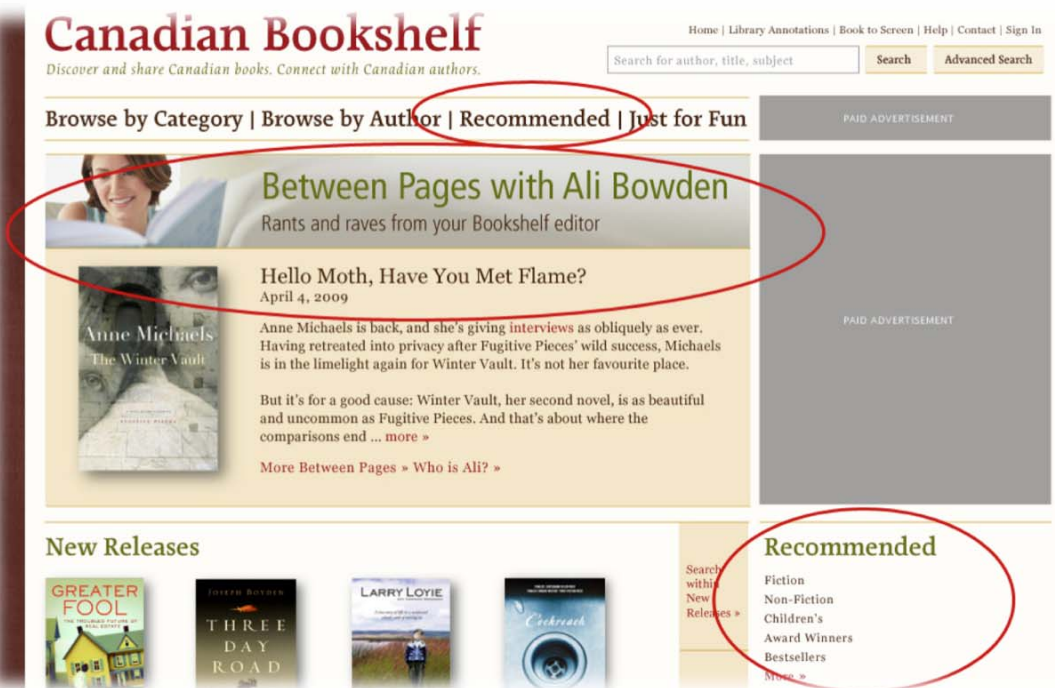 Canadian Bookshelf
Discover and share Canadian books. Connect with Canadian authors.
Home | Library Annotations | Book to Screen | Help | Contact | Sign In
Search for author, title, subject
Search
Advanced Search
Browse by Category | Browse by Author | Recommended | Just for Fun
PAID ADVERTISEMENT
Between Pages with Ali Bowden
Rants and raves from your Bookshelf editor
Anne Michaels
The Winter Vault
Hello Moth, Have You Met Flame?
April 4, 2009
Anne Michaels is back, and she's giving interviews as obliquely as ever.
Having retreated into privacy after Fugitive Pieces' wild success, Michaels
is in the limelight again for Winter Vault. It's not her favourite place.
But it's for a good cause: Winter Vault, her second novel, is as beautiful
and uncommon as Fugitive Pieces. And that's about where the
comparisons end ... more »
More Between Pages » Who is Ali? »
PAID ADVERTISEMENT
New Releases
GREATER
FOOL
THE TROUBLED FUTURE OF
REAL ESTATE
JOSEPH BOYDEN
THREE
DAY
ROAD
LARRY LOYIE
Cockroach
Search
within
New
Releases »
Recommended
Fiction
Non-Fiction
Children's
Award Winners
Bestsellers
More »